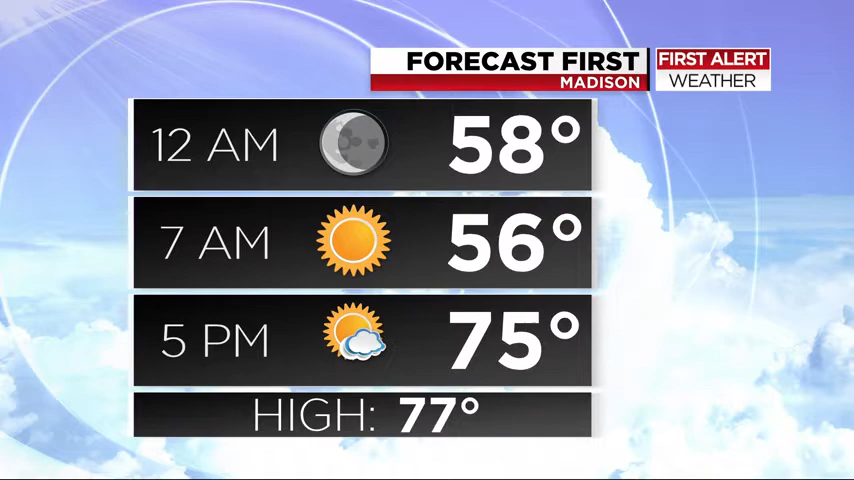 FORECAST FIRST
MADISON
FIRST ALERT
WEATHER
12 AM 58°
7 AM 56°
5 PM 75°
HIGH: 77°